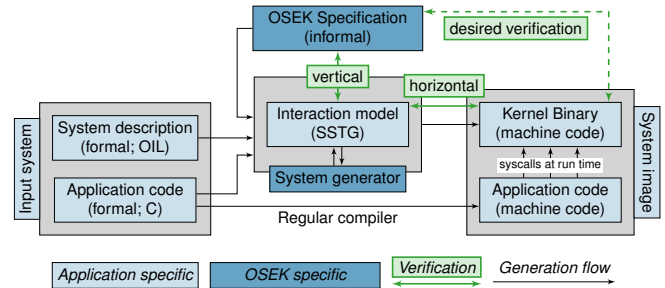 OSEK Specification
(informal)
desired verification
vertical
horizontal
Input system
System description
(formal; OIL)
Application code
(formal; C)
Interaction model
(SSTG)
System generator
Kernel Binary
(machine code)
syscalls at run time
Application code
(machine code)
System image
Regular compiler
Application specific
OSEK specific
Verification
Generation flow